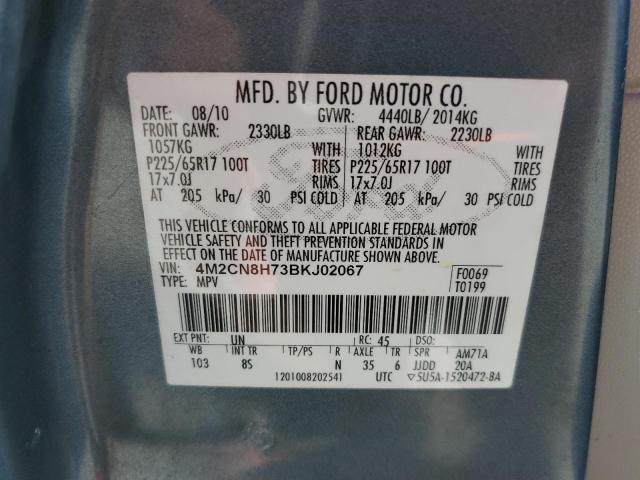 MFD. BY FORD MOTOR CO.
DATE: 08/10 GVWR: 4440LB/ 2014KG
FRONT GAWR: 2330LB REAR GAWR: 2230LB
1057KG WITH 1012KG WITH
P225/65R17 100T TIRES P225/65R17 100T TIRES
17x7.0J RIMS 17x7.0J RIMS
AT 205 kPa/ 30 PSI COLD AT 205 kPa/ 30 PSI COLD
THIS VEHICLE CONFORMS TO ALL APPLICABLE FEDERAL MOTOR
VEHICLE SAFETY AND THEFT PREVENTION STANDARDS IN
EFFECT ON THE DATE OF MANUFACTURE SHOWN ABOVE.
VIN: 4M2CN8H73BKJ02067 F0069
TYPE: MPV T0199
EXT PNT: UN RC: 45 DSO:
WB INT TR TP/PS R AXLE TR SPR AM71A
103 8S N 35 6 JJDD 20A
1201008202541 UTC ▽5U5A-1520472-BA